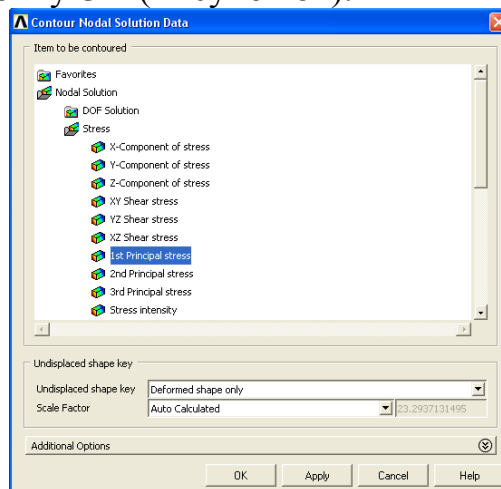 Contour Nodal Solution Data
Item to be contoured
Favorites
Nodal Solution
DOF Solution
Stress
X-Component of stress
Y-Component of stress
Z-Component of stress
XY Shear stress
YZ Shear stress
XZ Shear stress
1st Principal stress
2nd Principal stress
3rd Principal stress
Stress intensity
Undisplaced shape key
Undisplaced shape key Deformed shape only
Scale Factor Auto Calculated 23.2937131495
Additional Options
OK Apply Cancel Help